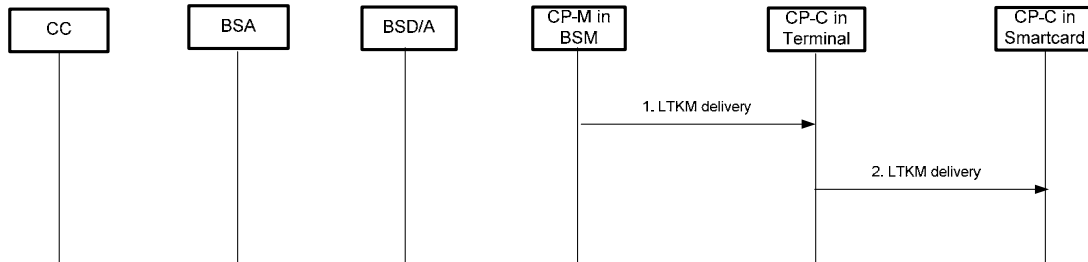 CC
BSA
BSD/A
CP-M in
BSM
CP-C in
Terminal
CP-C in
Smartcard
1. LTKM delivery
2. LTKM delivery